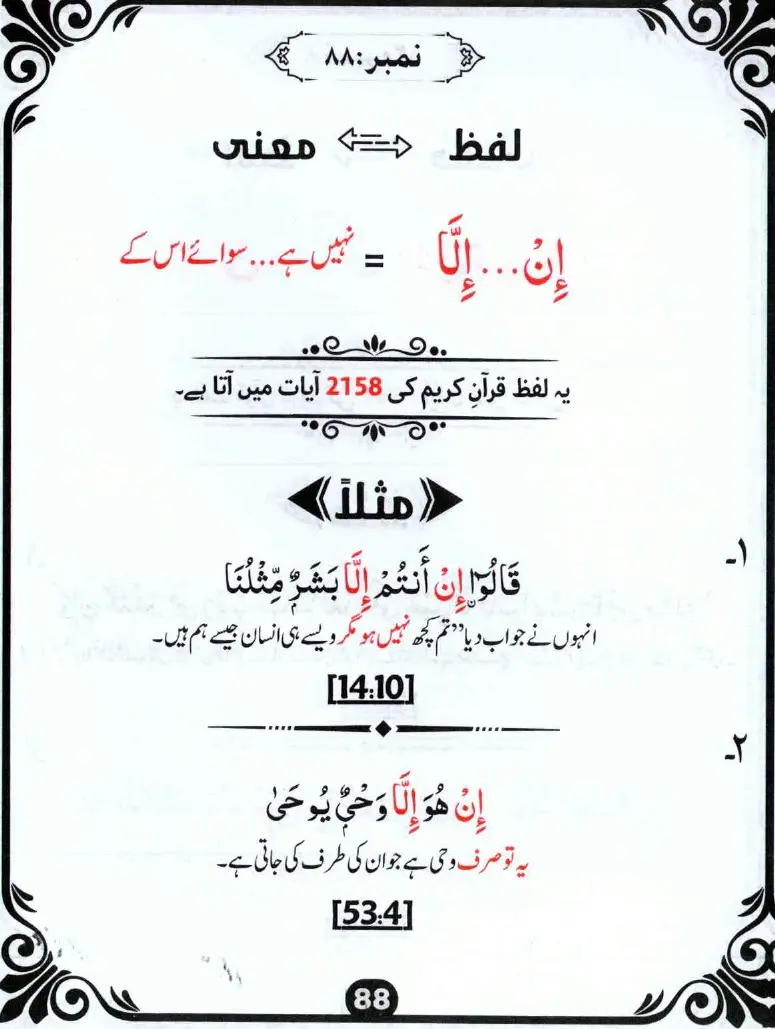 نمبر:۸۸
لفظ ⇐⇒ معنی
إِنْ...إِلَّا = نہیں ہے...سوائے اس کے
یہ لفظ قرآنِ کریم کی 2158 آیات میں آتا ہے۔
مثلاً
۱۔
قَالُوٓا۟ إِنْ أَنتُمْ إِلَّا بَشَرٌ مِّثْلُنَا
انہوں نے جواب دیا”تم کچھ نہیں ہو مگر ویسے ہی انسان جیسے ہم ہیں۔
[14:10]
۲۔
إِنْ هُوَ إِلَّا وَحْىٌ يُوحَىٰ
یہ تو صرف وحی ہے جو ان کی طرف کی جاتی ہے۔
[53:4]
88